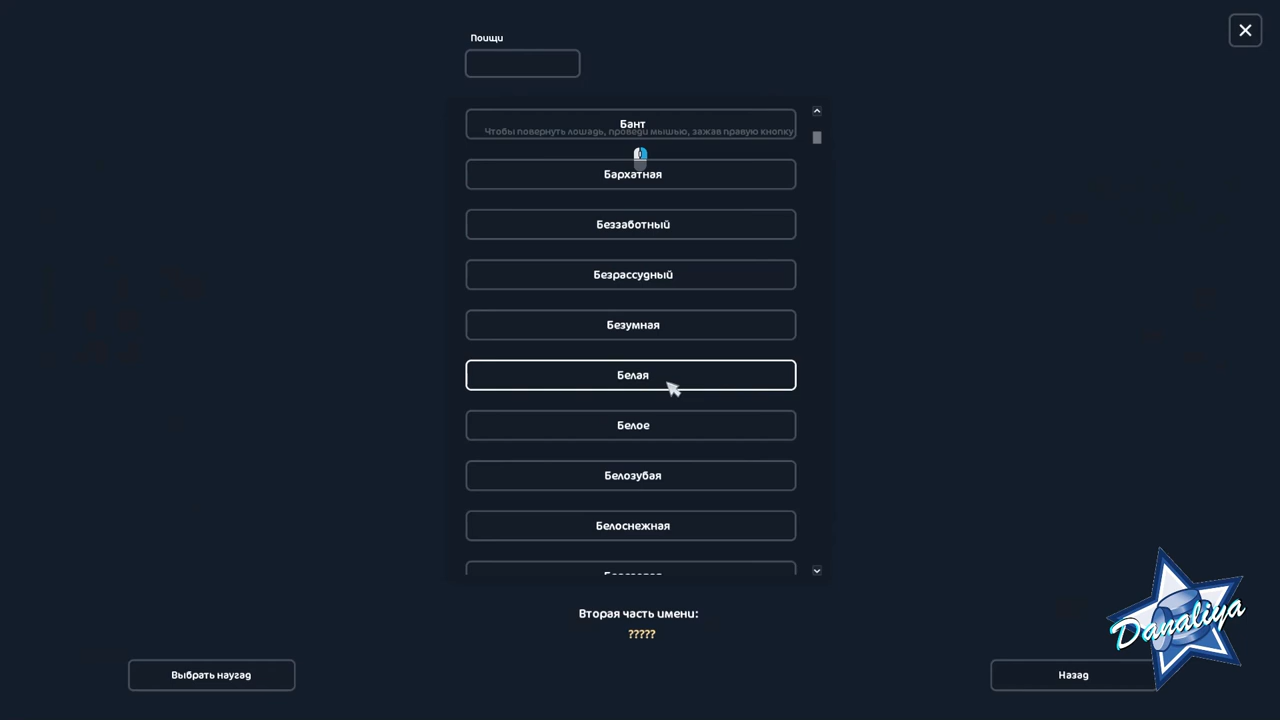 Поищи
Бант
Чтобы повернуть лошадь, проведи мышью, зажав правую кнопку
Бархатная
Беззаботный
Безрассудный
Безумная
Белая
Белое
Белозубая
Белоснежная
Вторая часть имени:
?????
Выбрать наугад
Назад
Danaliya